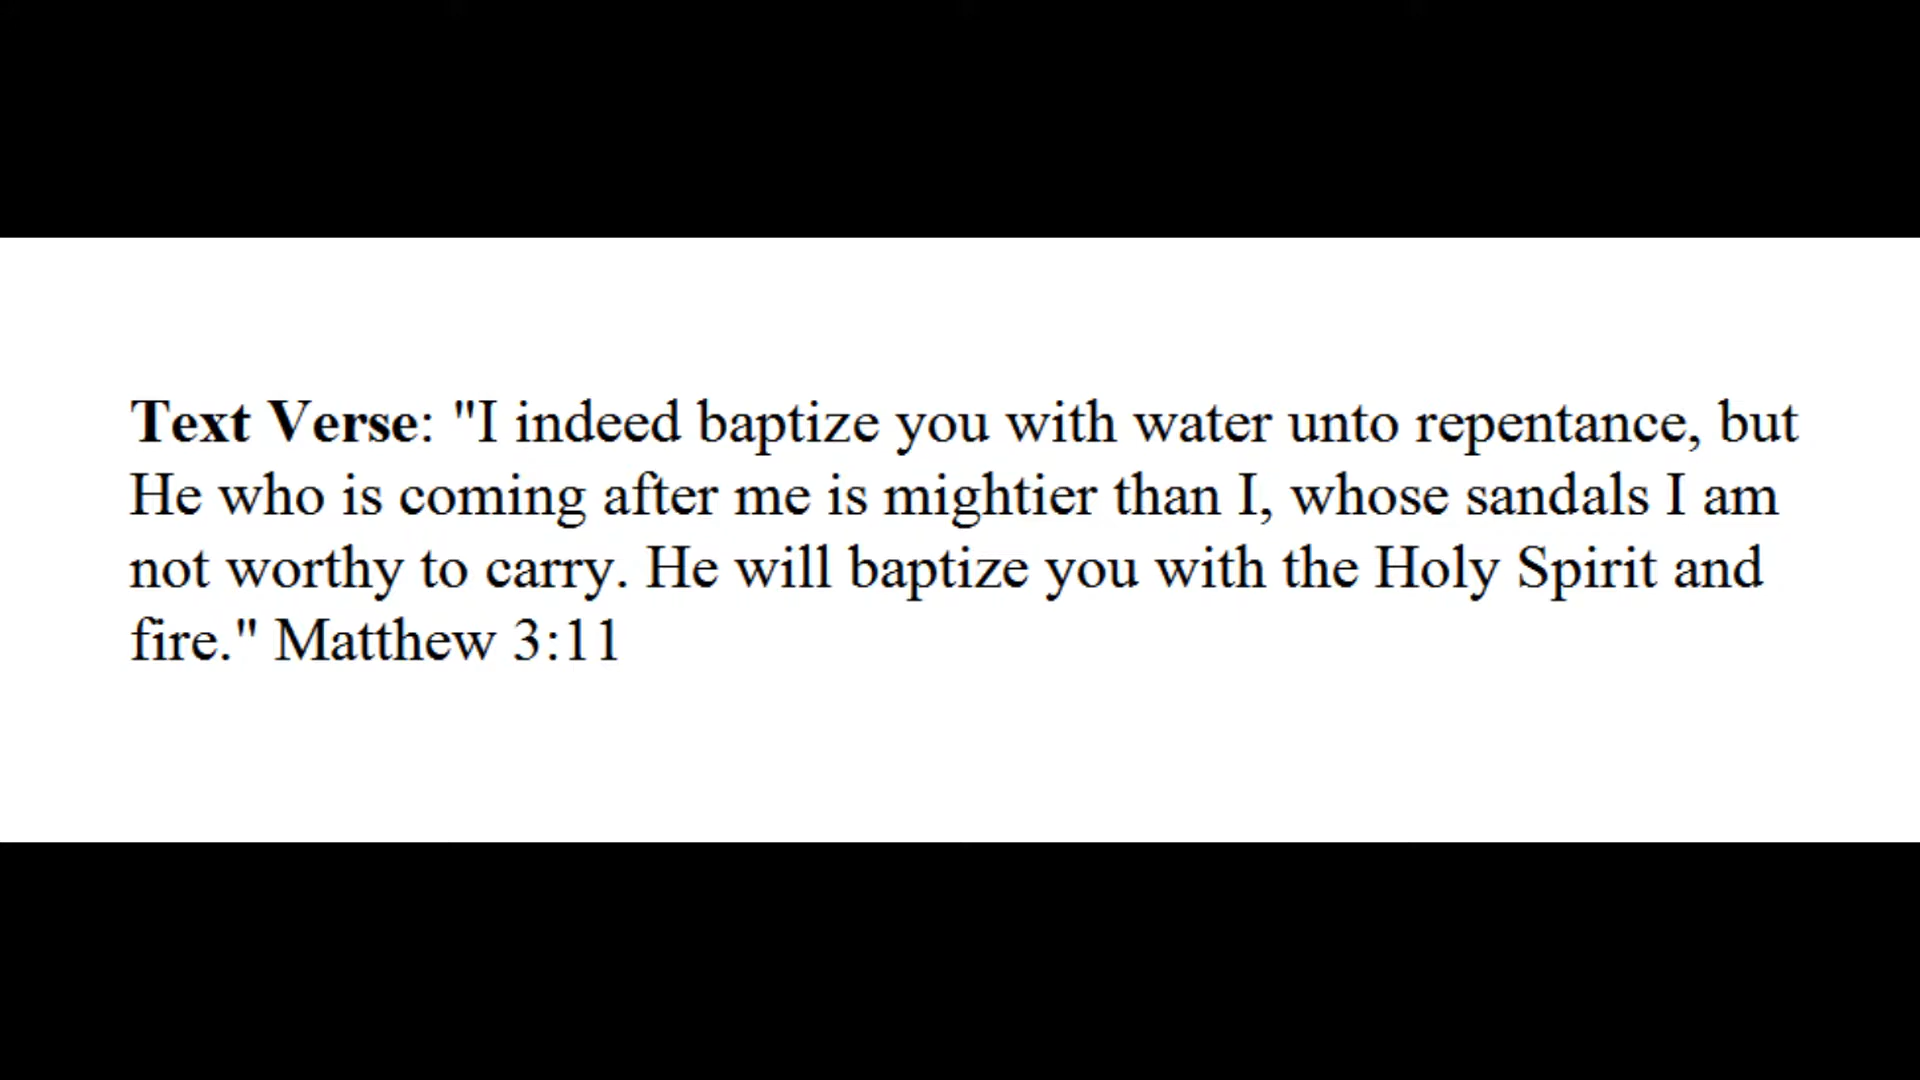 Text Verse: "I indeed baptize you with water unto repentance, but
He who is coming after me is mightier than I, whose sandals I am
not worthy to carry. He will baptize you with the Holy Spirit and
fire." Matthew 3:11